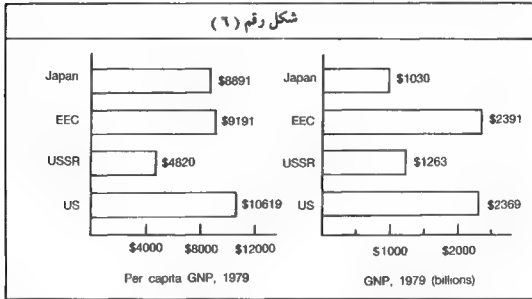 شكل رقم (٦)
Japan $8891
EEC $9191
USSR $4820
US $10619
$4000 $8000 $12000
Per capita GNP, 1979
Japan $1030
EEC $2391
USSR $1263
US $2369
$1000 $2000
GNP, 1979 (billions)